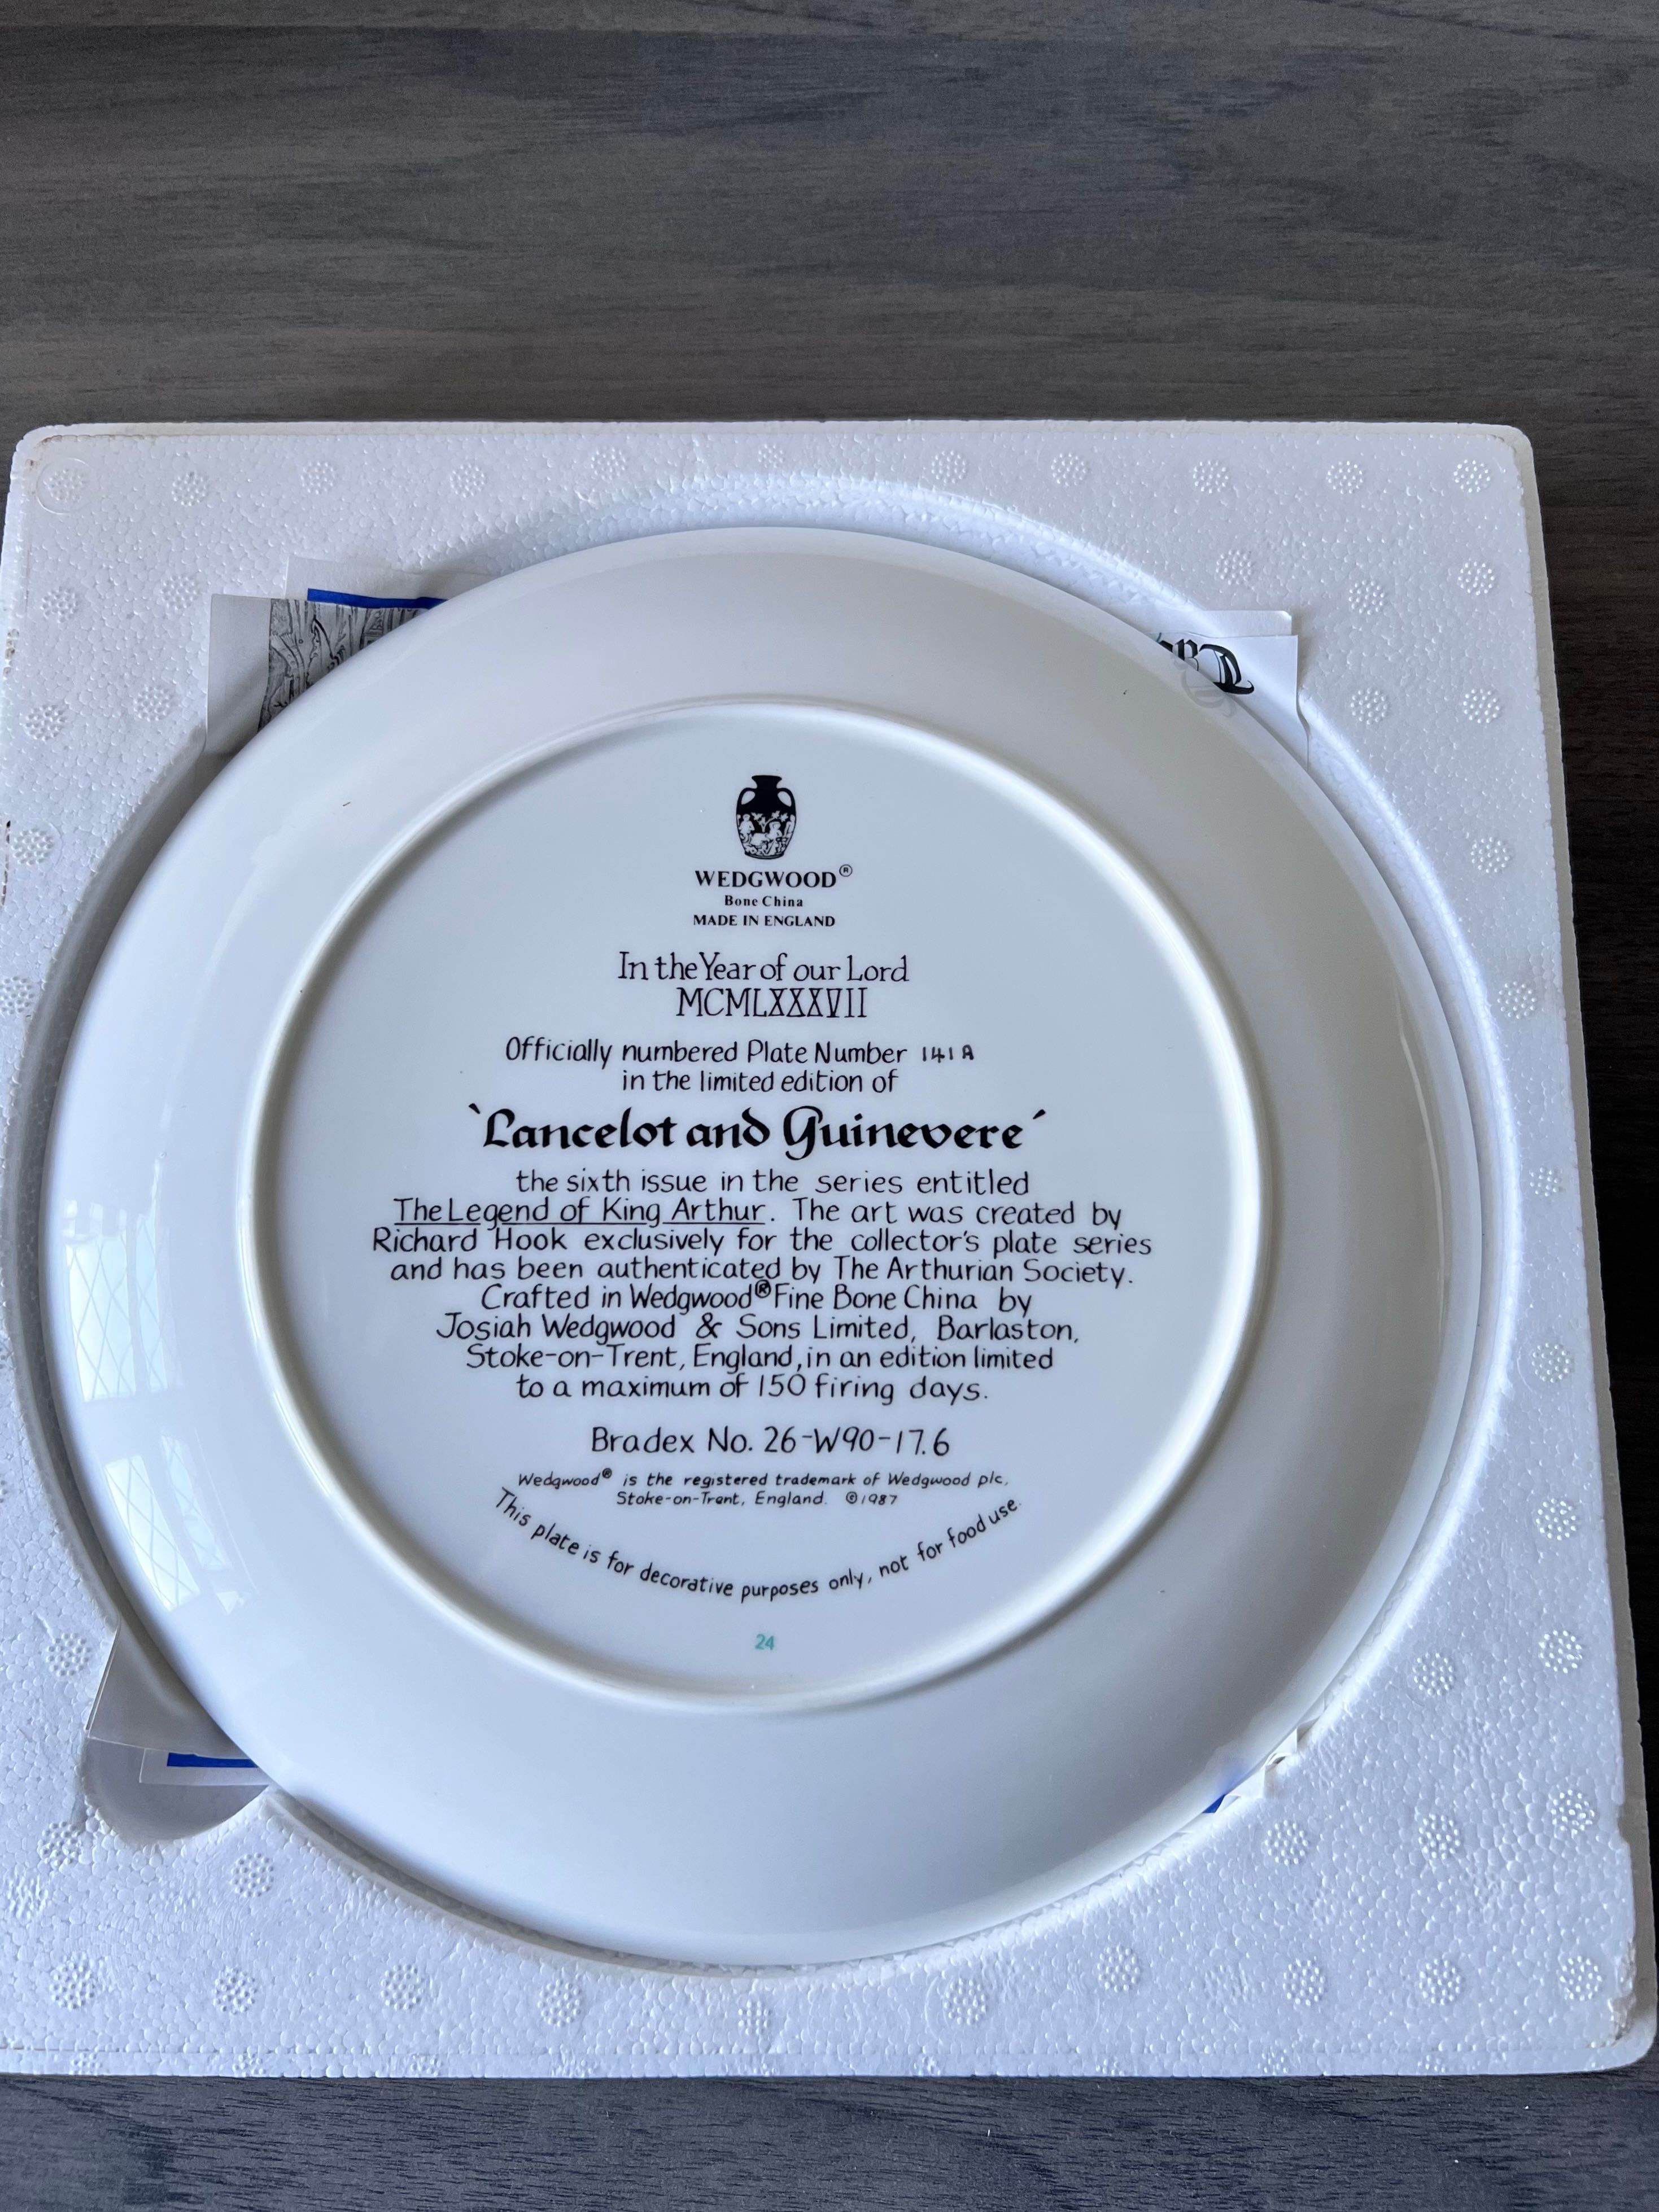 WEDGWOOD®
Bone China
MADE IN ENGLAND
In the Year of our Lord
MCMLXXXVII
Officially numbered Plate Number 141A
in the limited edition of
`Lancelot and Guinevere´
the sixth issue in the series entitled
The Legend of King Arthur. The art was created by
Richard Hook exclusively for the collector's plate series
and has been authenticated by The Arthurian Society.
Crafted in Wedgwood® Fine Bone China by
Josiah Wedgwood & Sons Limited, Barlaston,
Stoke-on-Trent, England, in an edition limited
to a maximum of 150 firing days.
Bradex No. 26-W90-17.6
Wedgwood® is the registered trademark of Wedgwood plc,
Stoke-on-Trent, England. ©1987
This plate is for decorative purposes only, not for food use.
24